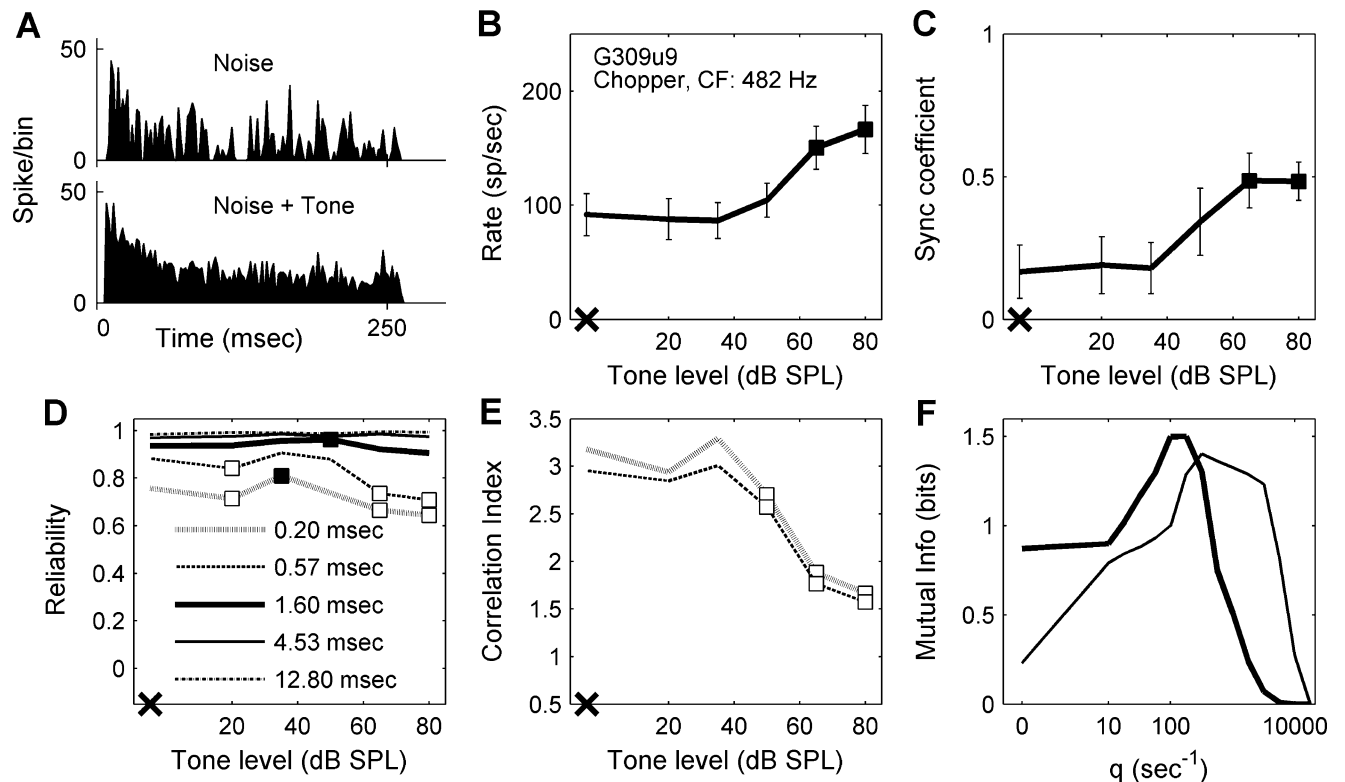 A
50
Noise
0
Spike/bin
50
Noise + Tone
0
0
250
Time (msec)
B
G309u9
Chopper, CF: 482 Hz
200
100
0
Rate (sp/sec)
20 40 60 80
Tone level (dB SPL)
C
1
0.5
0
Sync coefficient
20 40 60 80
Tone level (dB SPL)
D
1
0.8
0.6
0.4
0.2
0
Reliability
0.20 msec
0.57 msec
1.60 msec
4.53 msec
12.80 msec
20 40 60 80
Tone level (dB SPL)
E
3.5
3
2.5
2
1.5
1
0.5
Correlation Index
20 40 60 80
Tone level (dB SPL)
F
1.5
1
0.5
0
Mutual Info (bits)
0 10 100 10000
q (sec⁻¹)